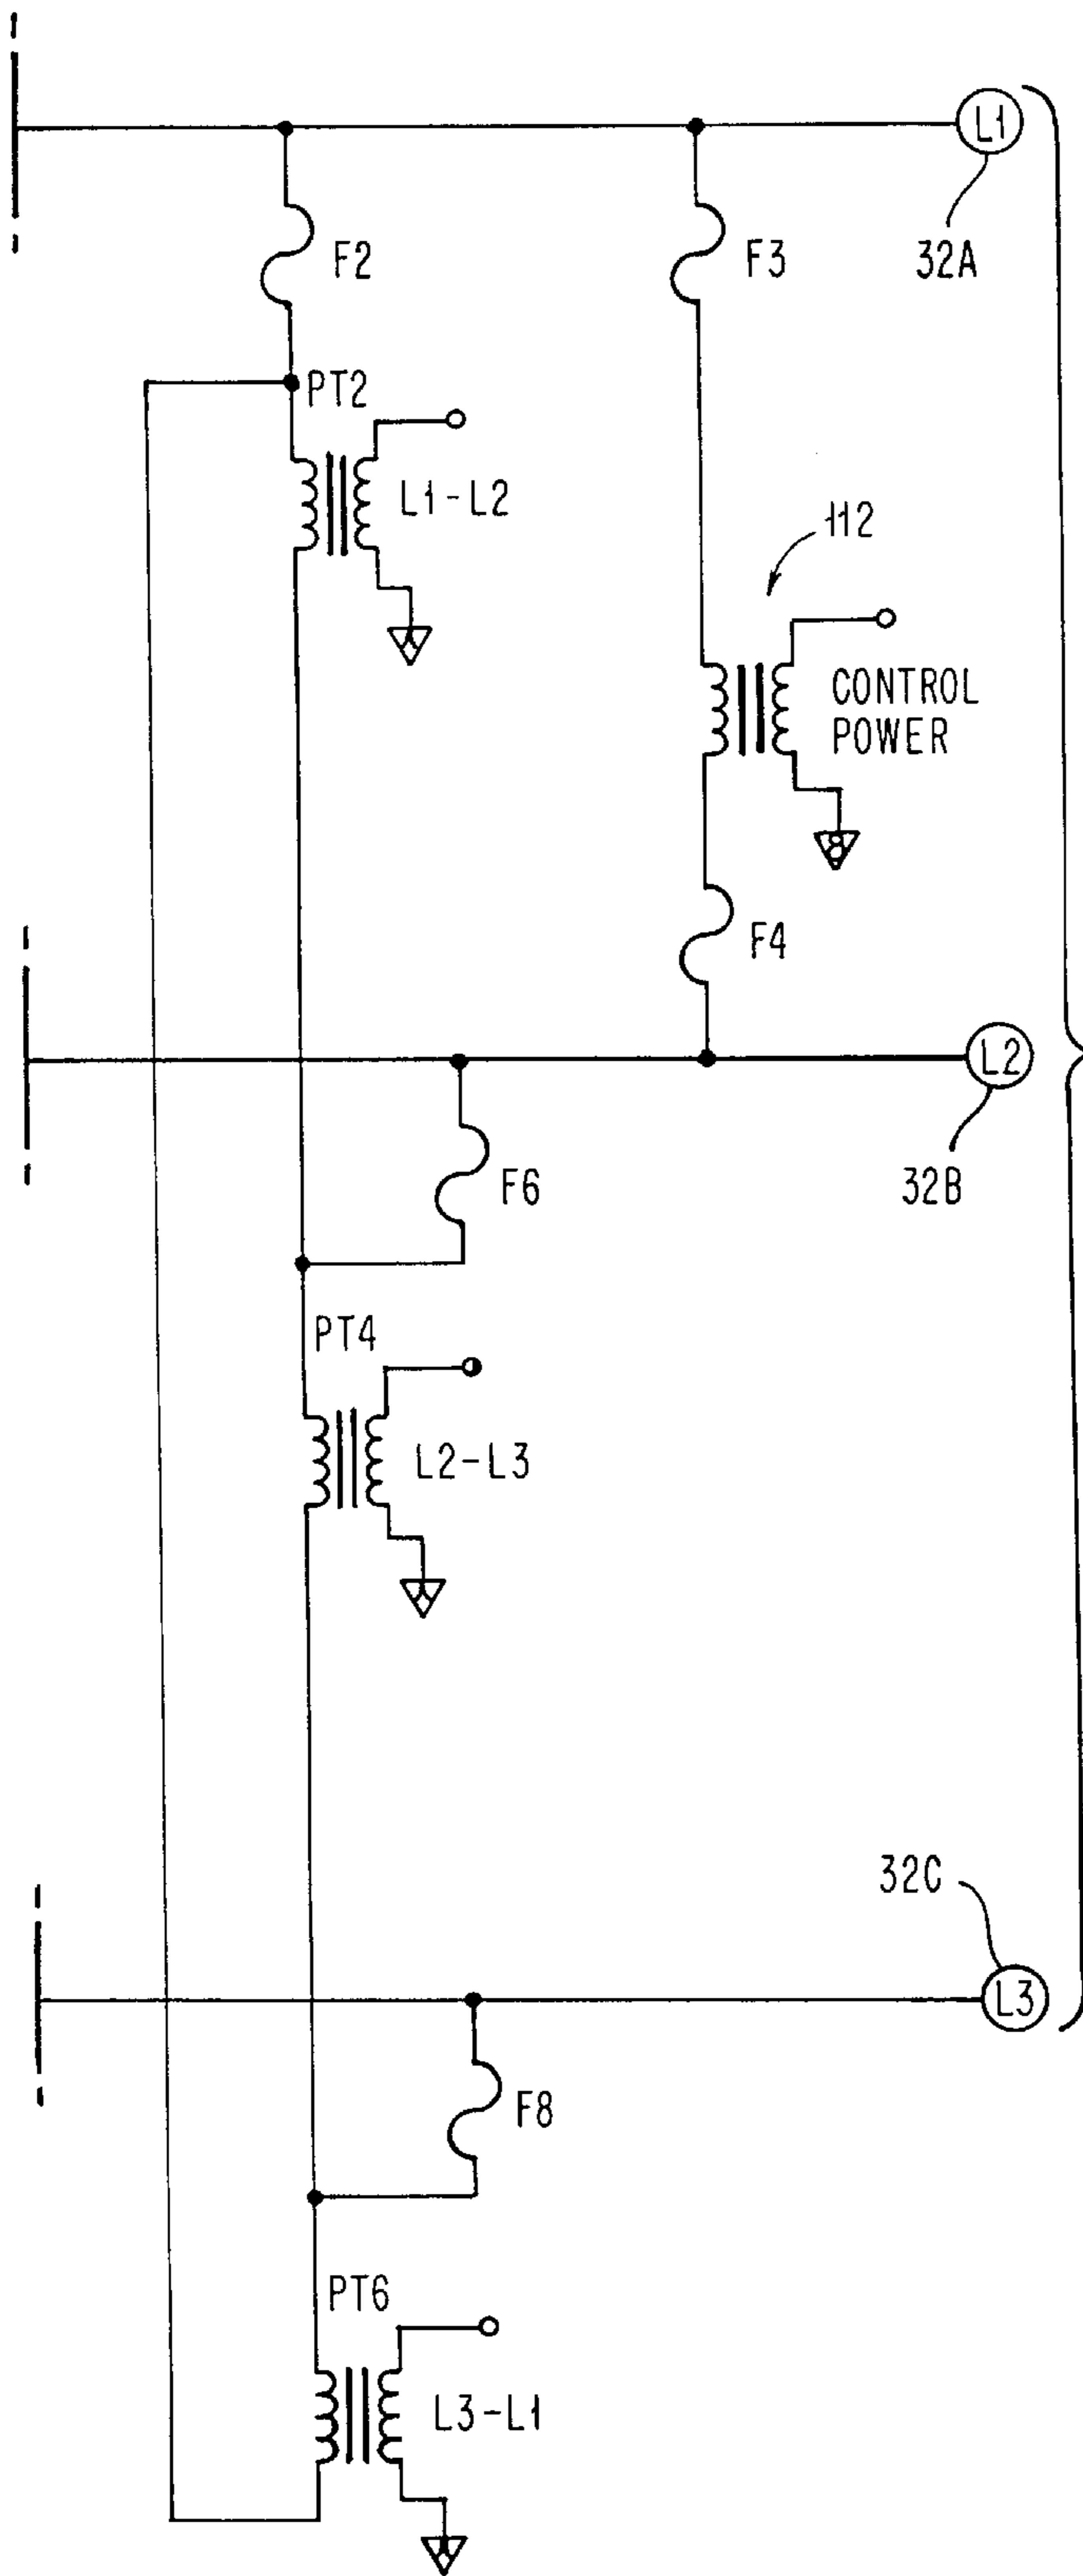 L1
F2
F3
32A
PT2
L1-L2
112
CONTROL
POWER
F4
L2
F6
32B
PT4
L2-L3
32C
L3
F8
PT6
L3-L1